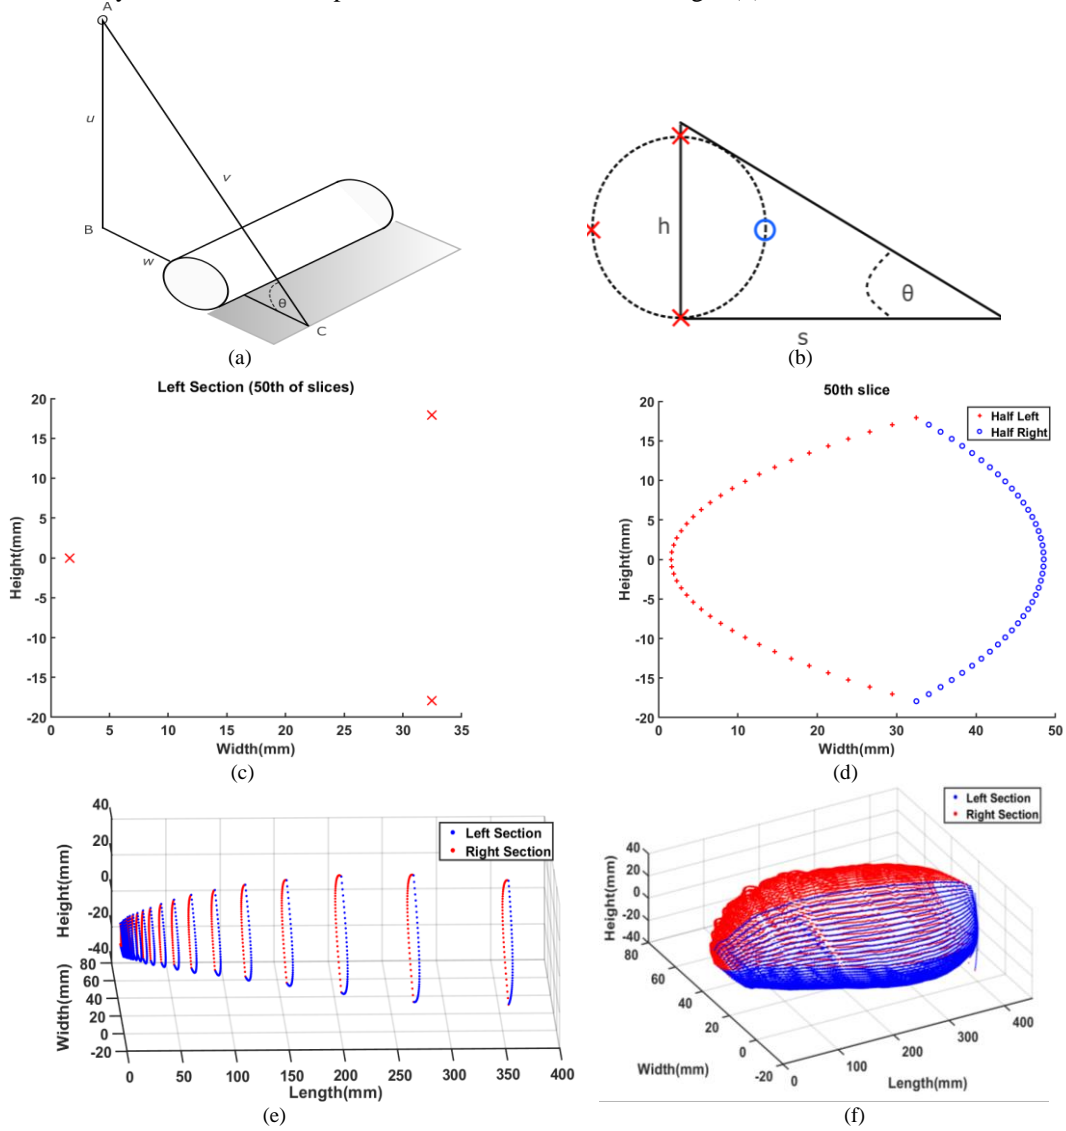 A
u
v
B
w
θ
C
(a)
h
θ
s
(b)
Left Section (50th of slices)
20
15
10
5
0
-5
-10
-15
-20
Height(mm)
0 5 10 15 20 25 30 35
Width(mm)
(c)
50th slice
Half Left
Half Right
20
15
10
5
0
-5
-10
-15
-20
Height(mm)
0 10 20 30 40 50
Width(mm)
(d)
Left Section
Right Section
40
20
0
-20
-40
Height(mm)
80
60
40
20
0
-20
Width(mm)
0 50 100 150 200 250 300 350 400
Length(mm)
(e)
Left Section
Right Section
40
20
0
-20
-40
Height(mm)
80
60
40
20
0
-20
Width(mm)
0 100 200 300 400
Length(mm)
(f)